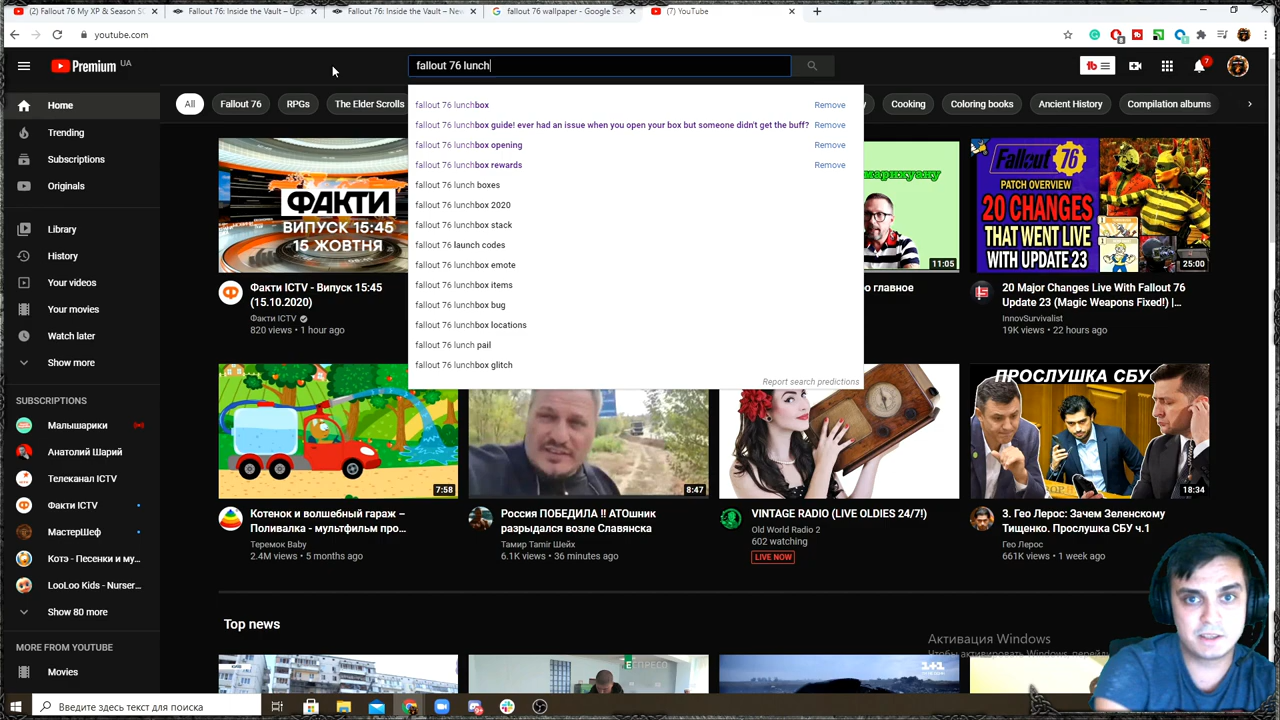 (2) Fallout 76 My XP & Season SC
Fallout 76: Inside the Vault – Upc
Fallout 76: Inside the Vault – Nev
fallout 76 wallpaper - Google Se
(7) YouTube
youtube.com
Premium UA
fallout 76 lunch
7
Home
Trending
Subscriptions
Originals
Library
History
Your videos
Your movies
Watch later
Show more
SUBSCRIPTIONS
Малышарики
Анатолий Шарий
Телеканал ICTV
Факти ICTV
МастерШеф
Котэ - Песенки и му...
LooLoo Kids - Nurser...
Show 80 more
MORE FROM YOUTUBE
Movies
All
Fallout 76
RPGs
The Elder Scrolls
Cooking
Coloring books
Ancient History
Compilation albums
fallout 76 lunchbox Remove
fallout 76 lunchbox guide! ever had an issue when you open your box but someone didn't get the buff? Remove
fallout 76 lunchbox opening Remove
fallout 76 lunchbox rewards Remove
fallout 76 lunch boxes
fallout 76 lunchbox 2020
fallout 76 lunchbox stack
fallout 76 launch codes
fallout 76 lunchbox emote
fallout 76 lunchbox items
fallout 76 lunchbox bug
fallout 76 lunchbox locations
fallout 76 lunch pail
fallout 76 lunchbox glitch
Report search predictions
ФАКТИ
ВИПУСК 15:45
15 ЖОВТНЯ
Факти ICTV - Випуск 15:45
(15.10.2020)
Факти ICTV
820 views • 1 hour ago
11:05
о главное
Fallout 76
PATCH OVERVIEW
20 CHANGES
THAT WENT LIVE
WITH UPDATE 23
25:00
20 Major Changes Live With Fallout 76
Update 23 (Magic Weapons Fixed!) |...
InnovSurvivalist
19K views • 22 hours ago
7:58
Котенок и волшебный гараж –
Поливалка - мультфильм про...
Теремок Baby
2.4M views • 5 months ago
8:47
Россия ПОБЕДИЛА !! АТОшник
разрыдался возле Славянска
Тамир Tamir Шейх
6.1K views • 36 minutes ago
VINTAGE RADIO (LIVE OLDIES 24/7!)
Old World Radio 2
602 watching
LIVE NOW
ПРОСЛУШКА СБУ
18:34
3. Гео Лерос: Зачем Зеленскому
Тищенко. Прослушка СБУ ч.1
Гео Лерос
661K views • 1 week ago
Top news
ЕСПРЕСО
1+1
Активация Windows
Чтобы активировать Windows, перейд
Введите здесь текст для поиска